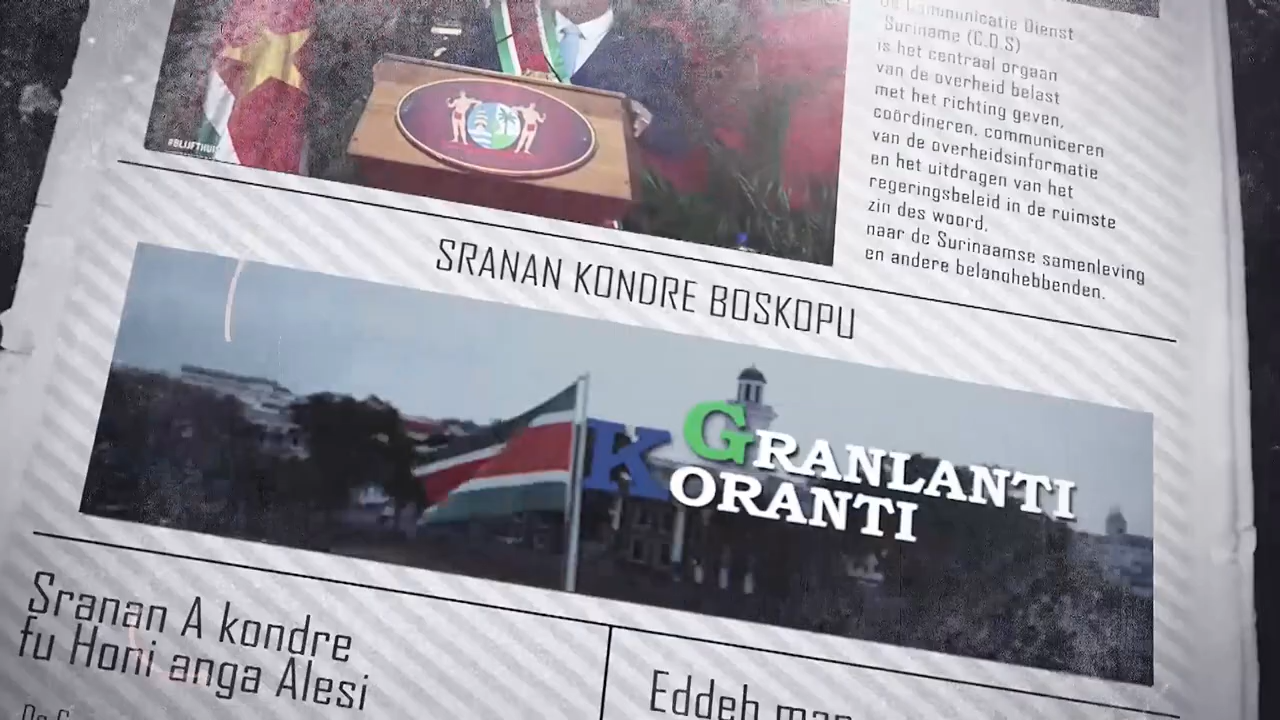 Communicatie Dienst
Suriname (C.D.S)
is het centraal orgaan
van de overheid belast
met het richting geven,
coördineren, communiceren
van de overheidsinformatie
en het uitdragen van het
regeringsbeleid in de ruimste
zin des woord,
naar de Surinaamse samenleving
en andere belanghebbenden.
SRANAN KONDRE BOSKOPU
GRANLANTI
KORANTI
Sranan A kondre
fu Honi anga Alesi
Eddeh man